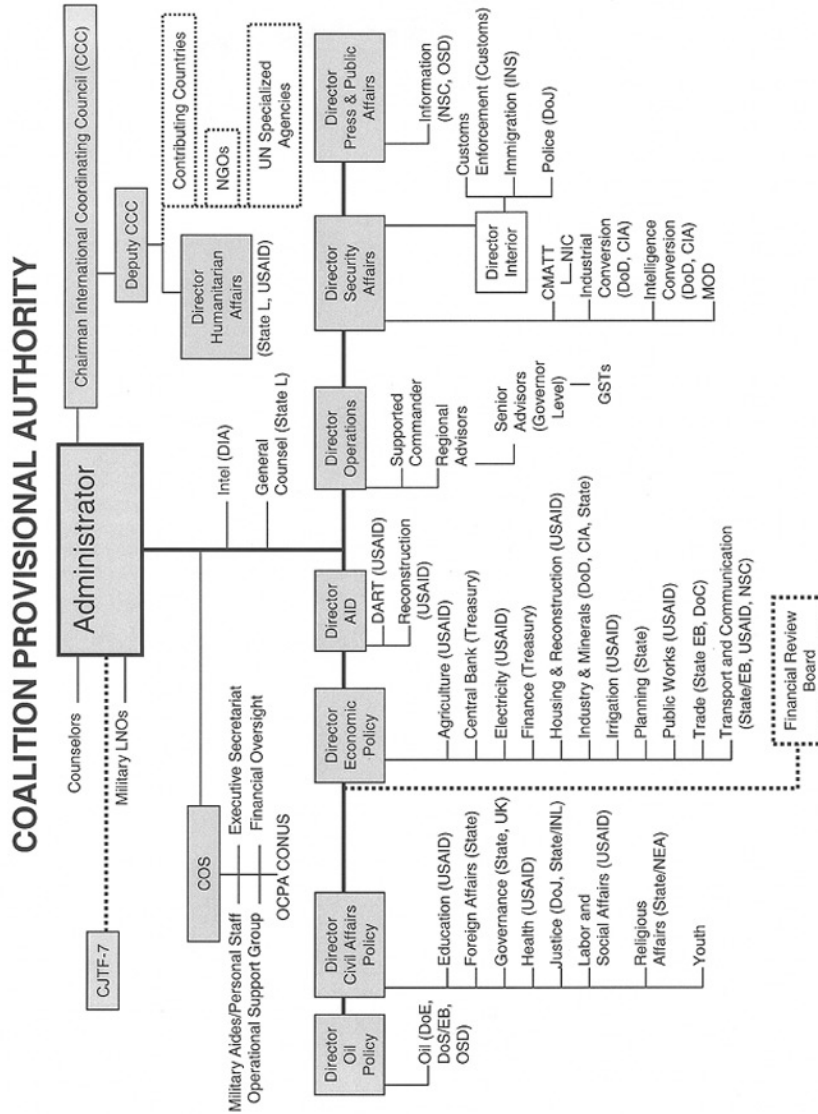 COALITION PROVISIONAL AUTHORITY
Chairman International Coordinating Council (CCC)
Administrator
Counselors
Military LNOs
CJTF-7
Deputy CCC
Contributing Countries
NGOs
UN Specialized
Agencies
Director
Humanitarian
Affairs
(State L, USAID)
Intel (DIA)
General
Counsel (State L)
COS
Military Aides/Personal Staff
Executive Secretariat
Operational Support Group
Financial Oversight
OCPA CONUS
Director
Oil
Policy
Oil (DoE,
DoS/EB,
OSD)
Director
Civil Affairs
Policy
Education (USAID)
Foreign Affairs (State)
Governance (State, UK)
Health (USAID)
Justice (DoJ, State/INL)
Labor and
Social Affairs (USAID)
Religious
Affairs (State/NEA)
Youth
Director
Economic
Policy
Agriculture (USAID)
Central Bank (Treasury)
Electricity (USAID)
Finance (Treasury)
Housing & Reconstruction (USAID)
Industry & Minerals (DoD, CIA, State)
Irrigation (USAID)
Planning (State)
Public Works (USAID)
Trade (State EB, DoC)
Transport and Communication
(State/EB, USAID, NSC)
Financial Review
Board
Director
AID
DART (USAID)
Reconstruction
(USAID)
Director
Operations
Supported
Commander
Regional
Advisors
Senior
Advisors
(Governor
Level)
GSTs
Director
Security
Affairs
Director
Interior
Customs
Enforcement (Customs)
Immigration (INS)
Police (DoJ)
CMATT
NIC
Industrial
Conversion
(DoD, CIA)
Intelligence
Conversion
(DoD, CIA)
MOD
Director
Press & Public
Affairs
Information
(NSC, OSD)